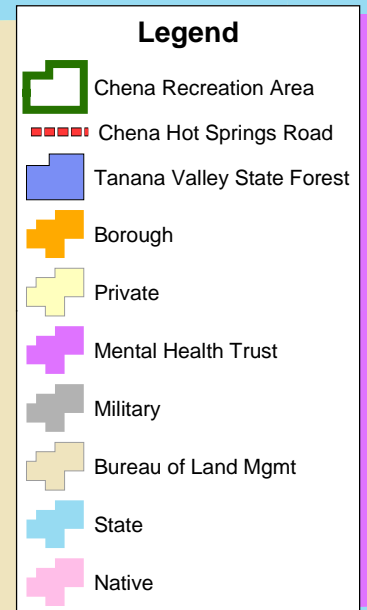 Legend
Chena Recreation Area
Chena Hot Springs Road
Tanana Valley State Forest
Borough
Private
Mental Health Trust
Military
Bureau of Land Mgmt
State
Native